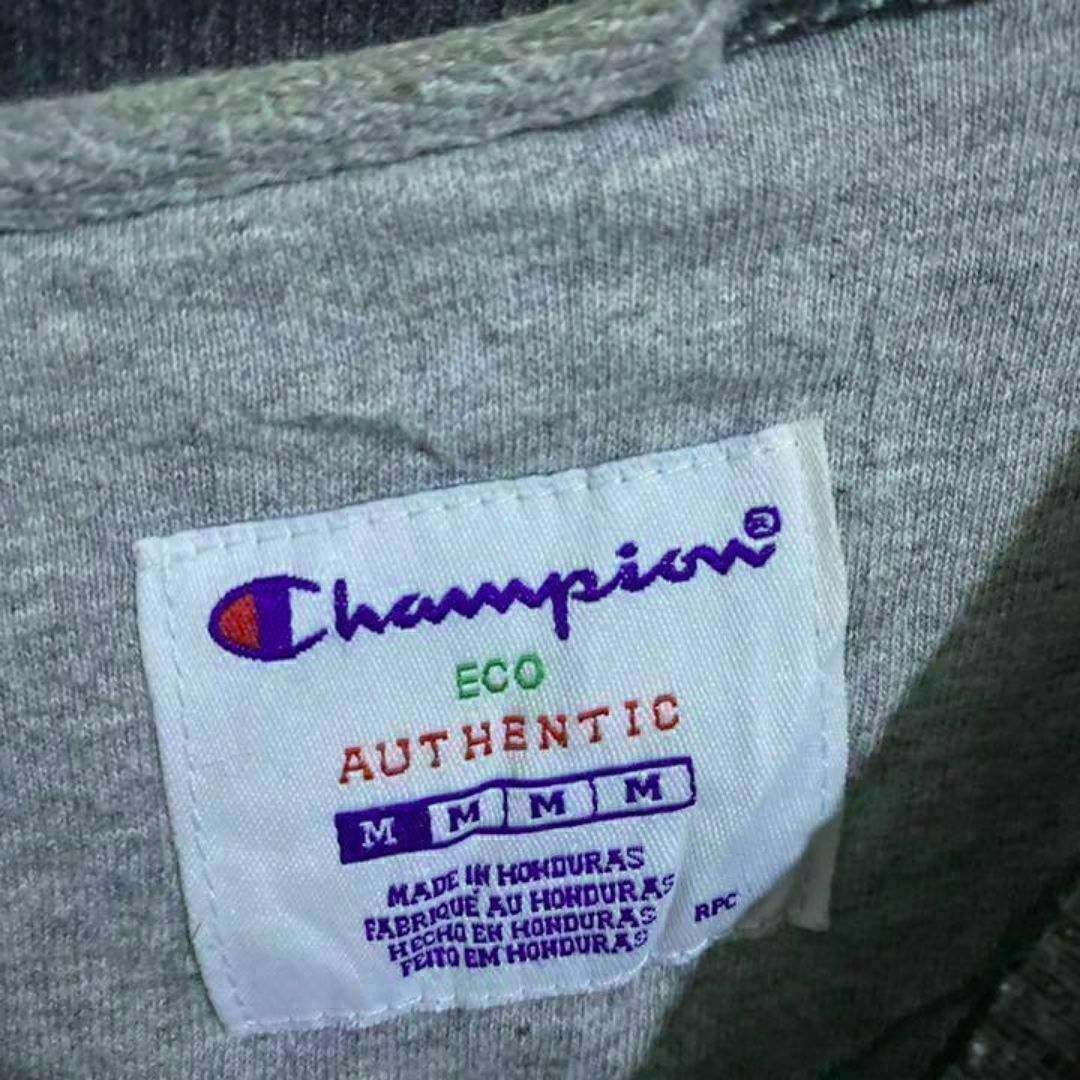 Champion®
ECO
AUTHENTIC
M M M M
MADE IN HONDURAS
FABRIQUÉ AU HONDURAS
HECHO EN HONDURAS
FEITO EM HONDURAS
RPC